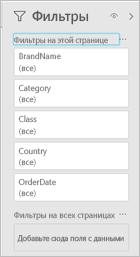 Фильтры
Фильтры на этой странице ...
BrandName
(все)
Category
(все)
Class
(все)
Country
(все)
OrderDate
(все)
Фильтры на всех страницах ...
Добавьте сюда поля с данными